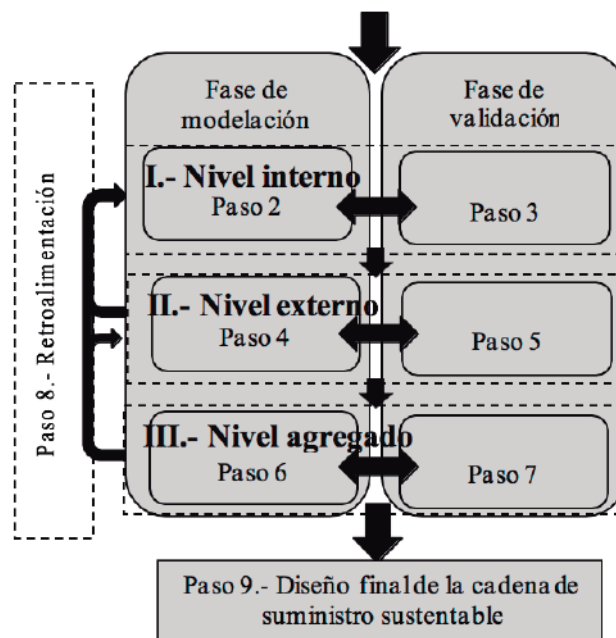 Fase de
modelación
Fase de
validación
I.- Nivel interno
Paso 2
Paso 3
II.- Nivel externo
Paso 4
Paso 5
III.- Nivel agregado
Paso 6
Paso 7
Paso 8.- Retroalimentación
Paso 9.- Diseño final de la cadena de
suministro sustentable